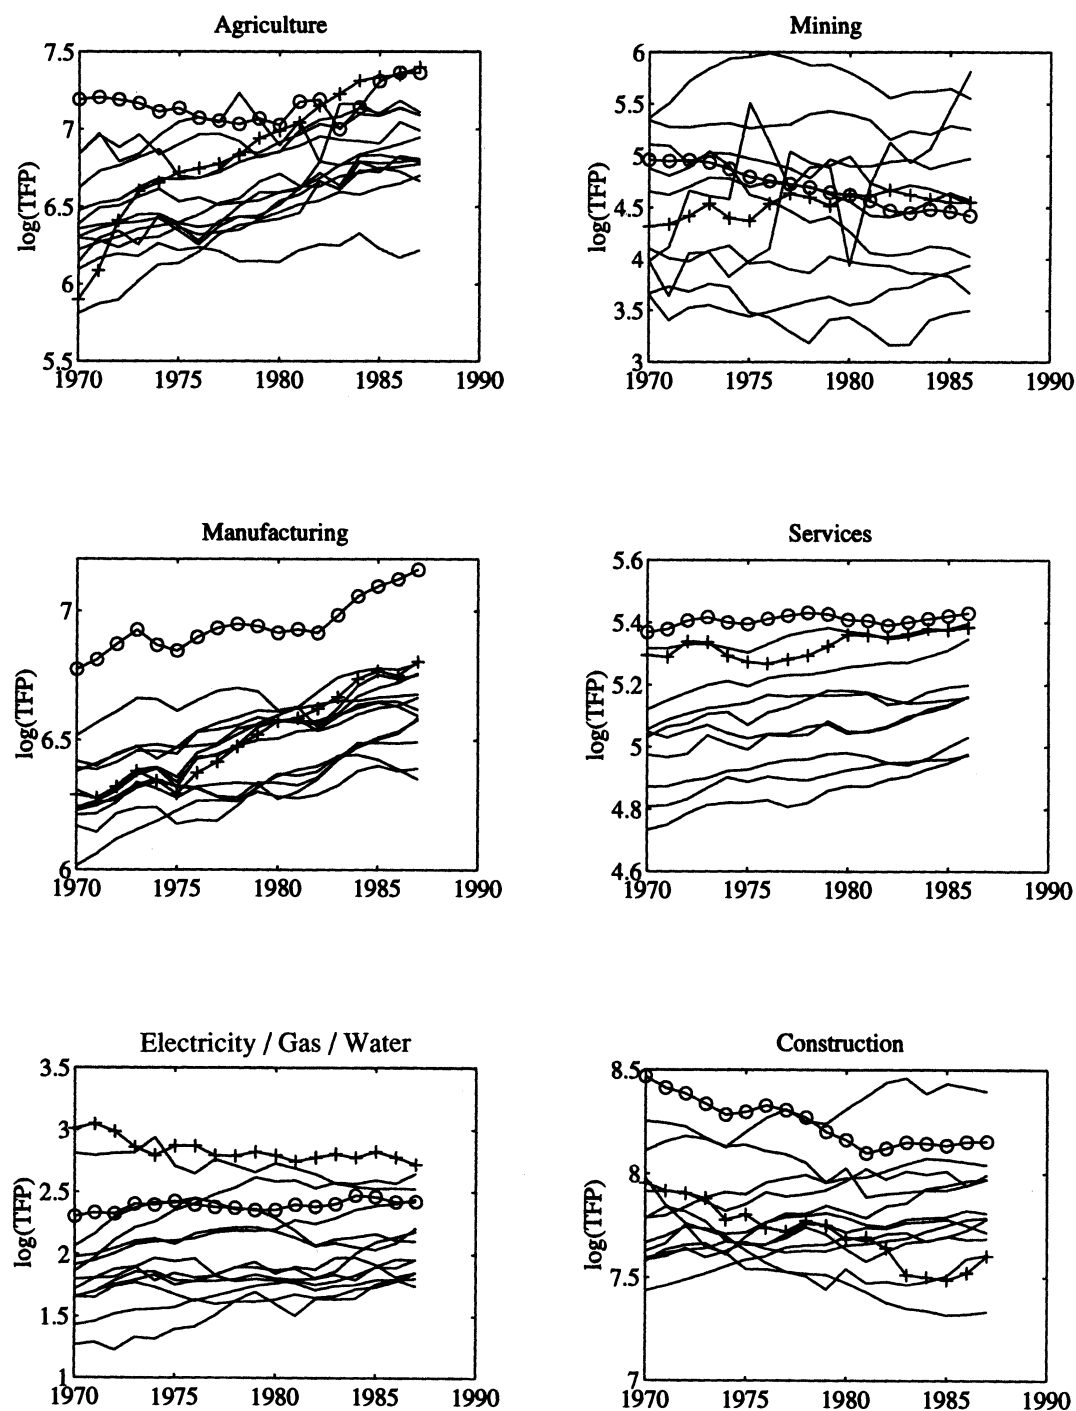 Agriculture
7.5
7
6.5
6
5.5
log(TFP)
1970 1975 1980 1985 1990
Mining
6
5.5
5
4.5
4
3.5
3
log(TFP)
1970 1975 1980 1985 1990
Manufacturing
7
6.5
6
log(TFP)
1970 1975 1980 1985 1990
Services
5.6
5.4
5.2
5
4.8
4.6
log(TFP)
1970 1975 1980 1985 1990
Electricity / Gas / Water
3.5
3
2.5
2
1.5
1
log(TFP)
1970 1975 1980 1985 1990
Construction
8.5
8
7.5
7
log(TFP)
1970 1975 1980 1985 1990